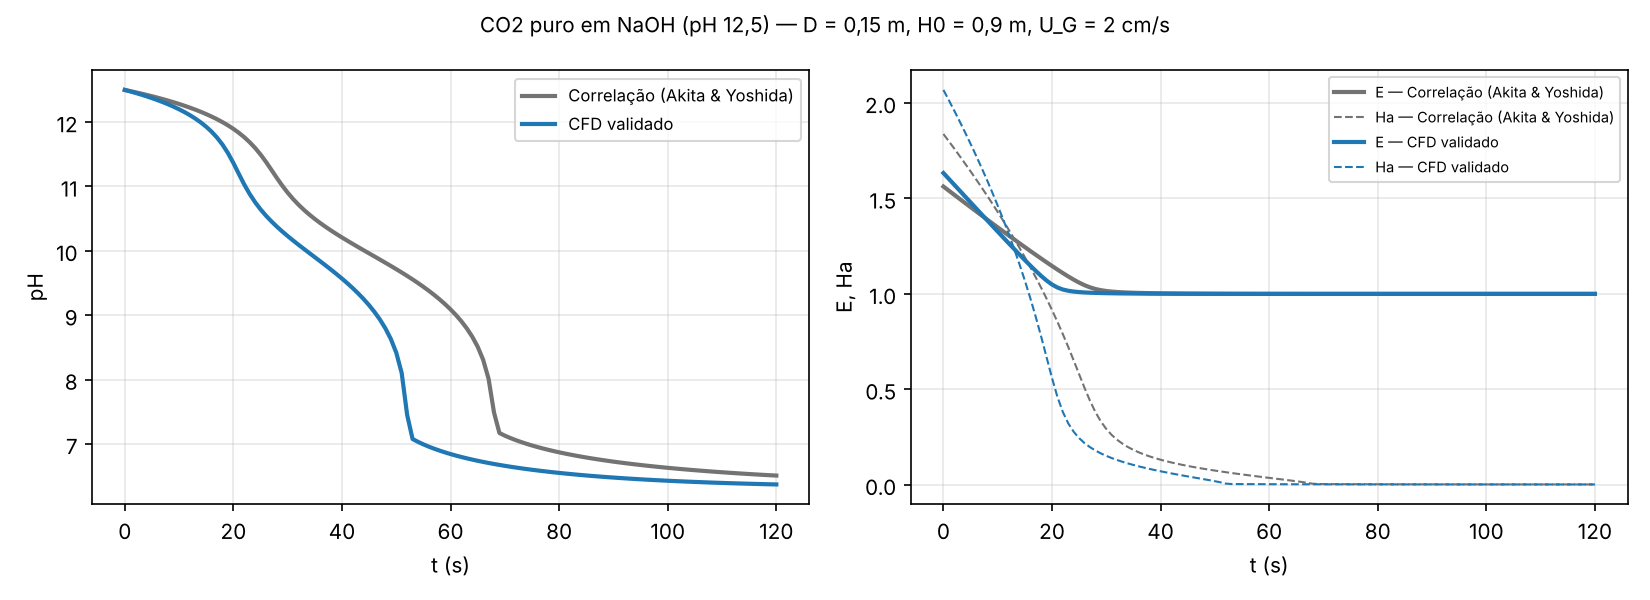 CO2 puro em NaOH (pH 12,5) — D = 0,15 m, H0 = 0,9 m, U_G = 2 cm/s
pH
12
11
10
9
8
7
0 20 40 60 80 100 120
t (s)
Correlação (Akita & Yoshida)
CFD validado
E, Ha
2.0
1.5
1.0
0.5
0.0
0 20 40 60 80 100 120
t (s)
E — Correlação (Akita & Yoshida)
Ha — Correlação (Akita & Yoshida)
E — CFD validado
Ha — CFD validado